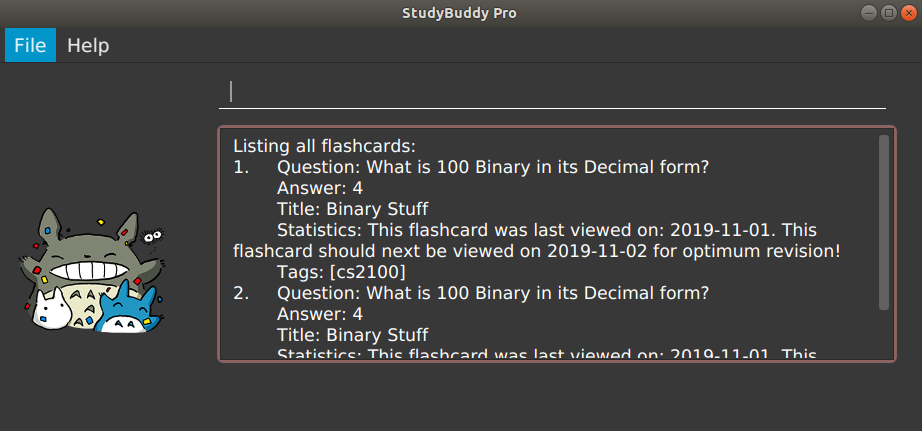 StudyBuddy Pro
File Help
Listing all flashcards:
1. Question: What is 100 Binary in its Decimal form?
Answer: 4
Title: Binary Stuff
Statistics: This flashcard was last viewed on: 2019-11-01. This
flashcard should next be viewed on 2019-11-02 for optimum revision!
Tags: [cs2100]
2. Question: What is 100 Binary in its Decimal form?
Answer: 4
Title: Binary Stuff
Statistics: This flashcard was last viewed on: 2019-11-01. This